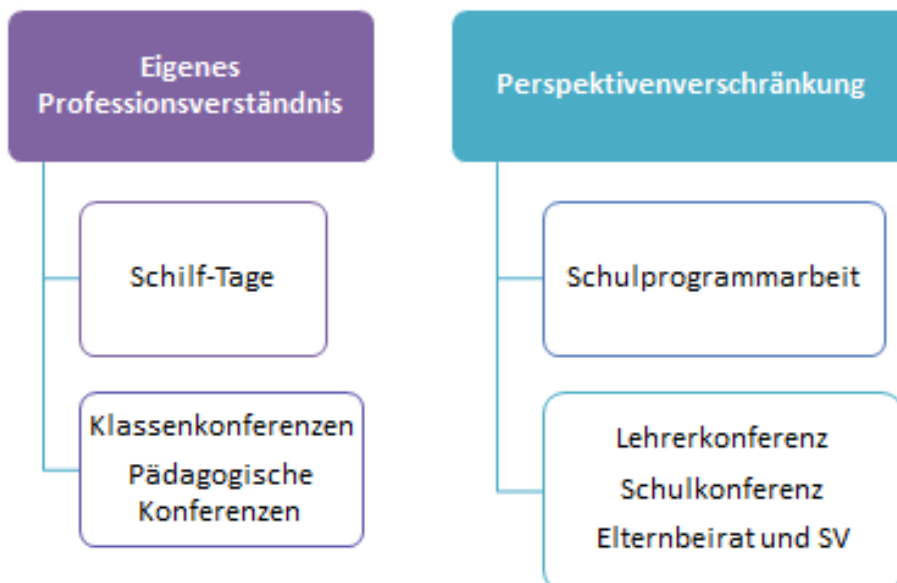 Eigenes
Professionsverständnis
Schilf-Tage
Klassenkonferenzen
Pädagogische
Konferenzen
Perspektivenverschränkung
Schulprogrammarbeit
Lehrerkonferenz
Schulkonferenz
Elternbeirat und SV